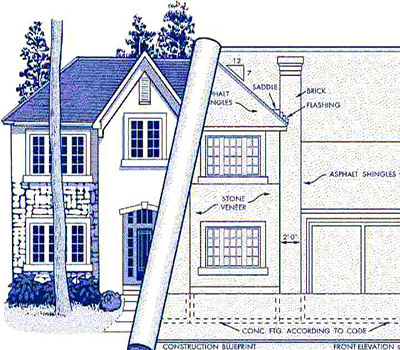 12
7
SADDLE
BRICK
FLASHING
HALT
NGLES
ASPHALT SHINGLES
STONE
VENEER
2'0"
CONC. FTG. ACCORDING TO CODE
CONSTRUCTION BLUEPRINT
FRONT ELEVATION